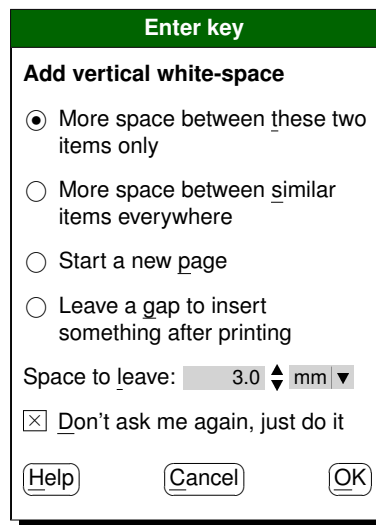 Enter key
Add vertical white-space
More space between these two
items only
More space between similar
items everywhere
Start a new page
Leave a gap to insert
something after printing
Space to leave: 3.0 mm
Don't ask me again, just do it
Help Cancel OK